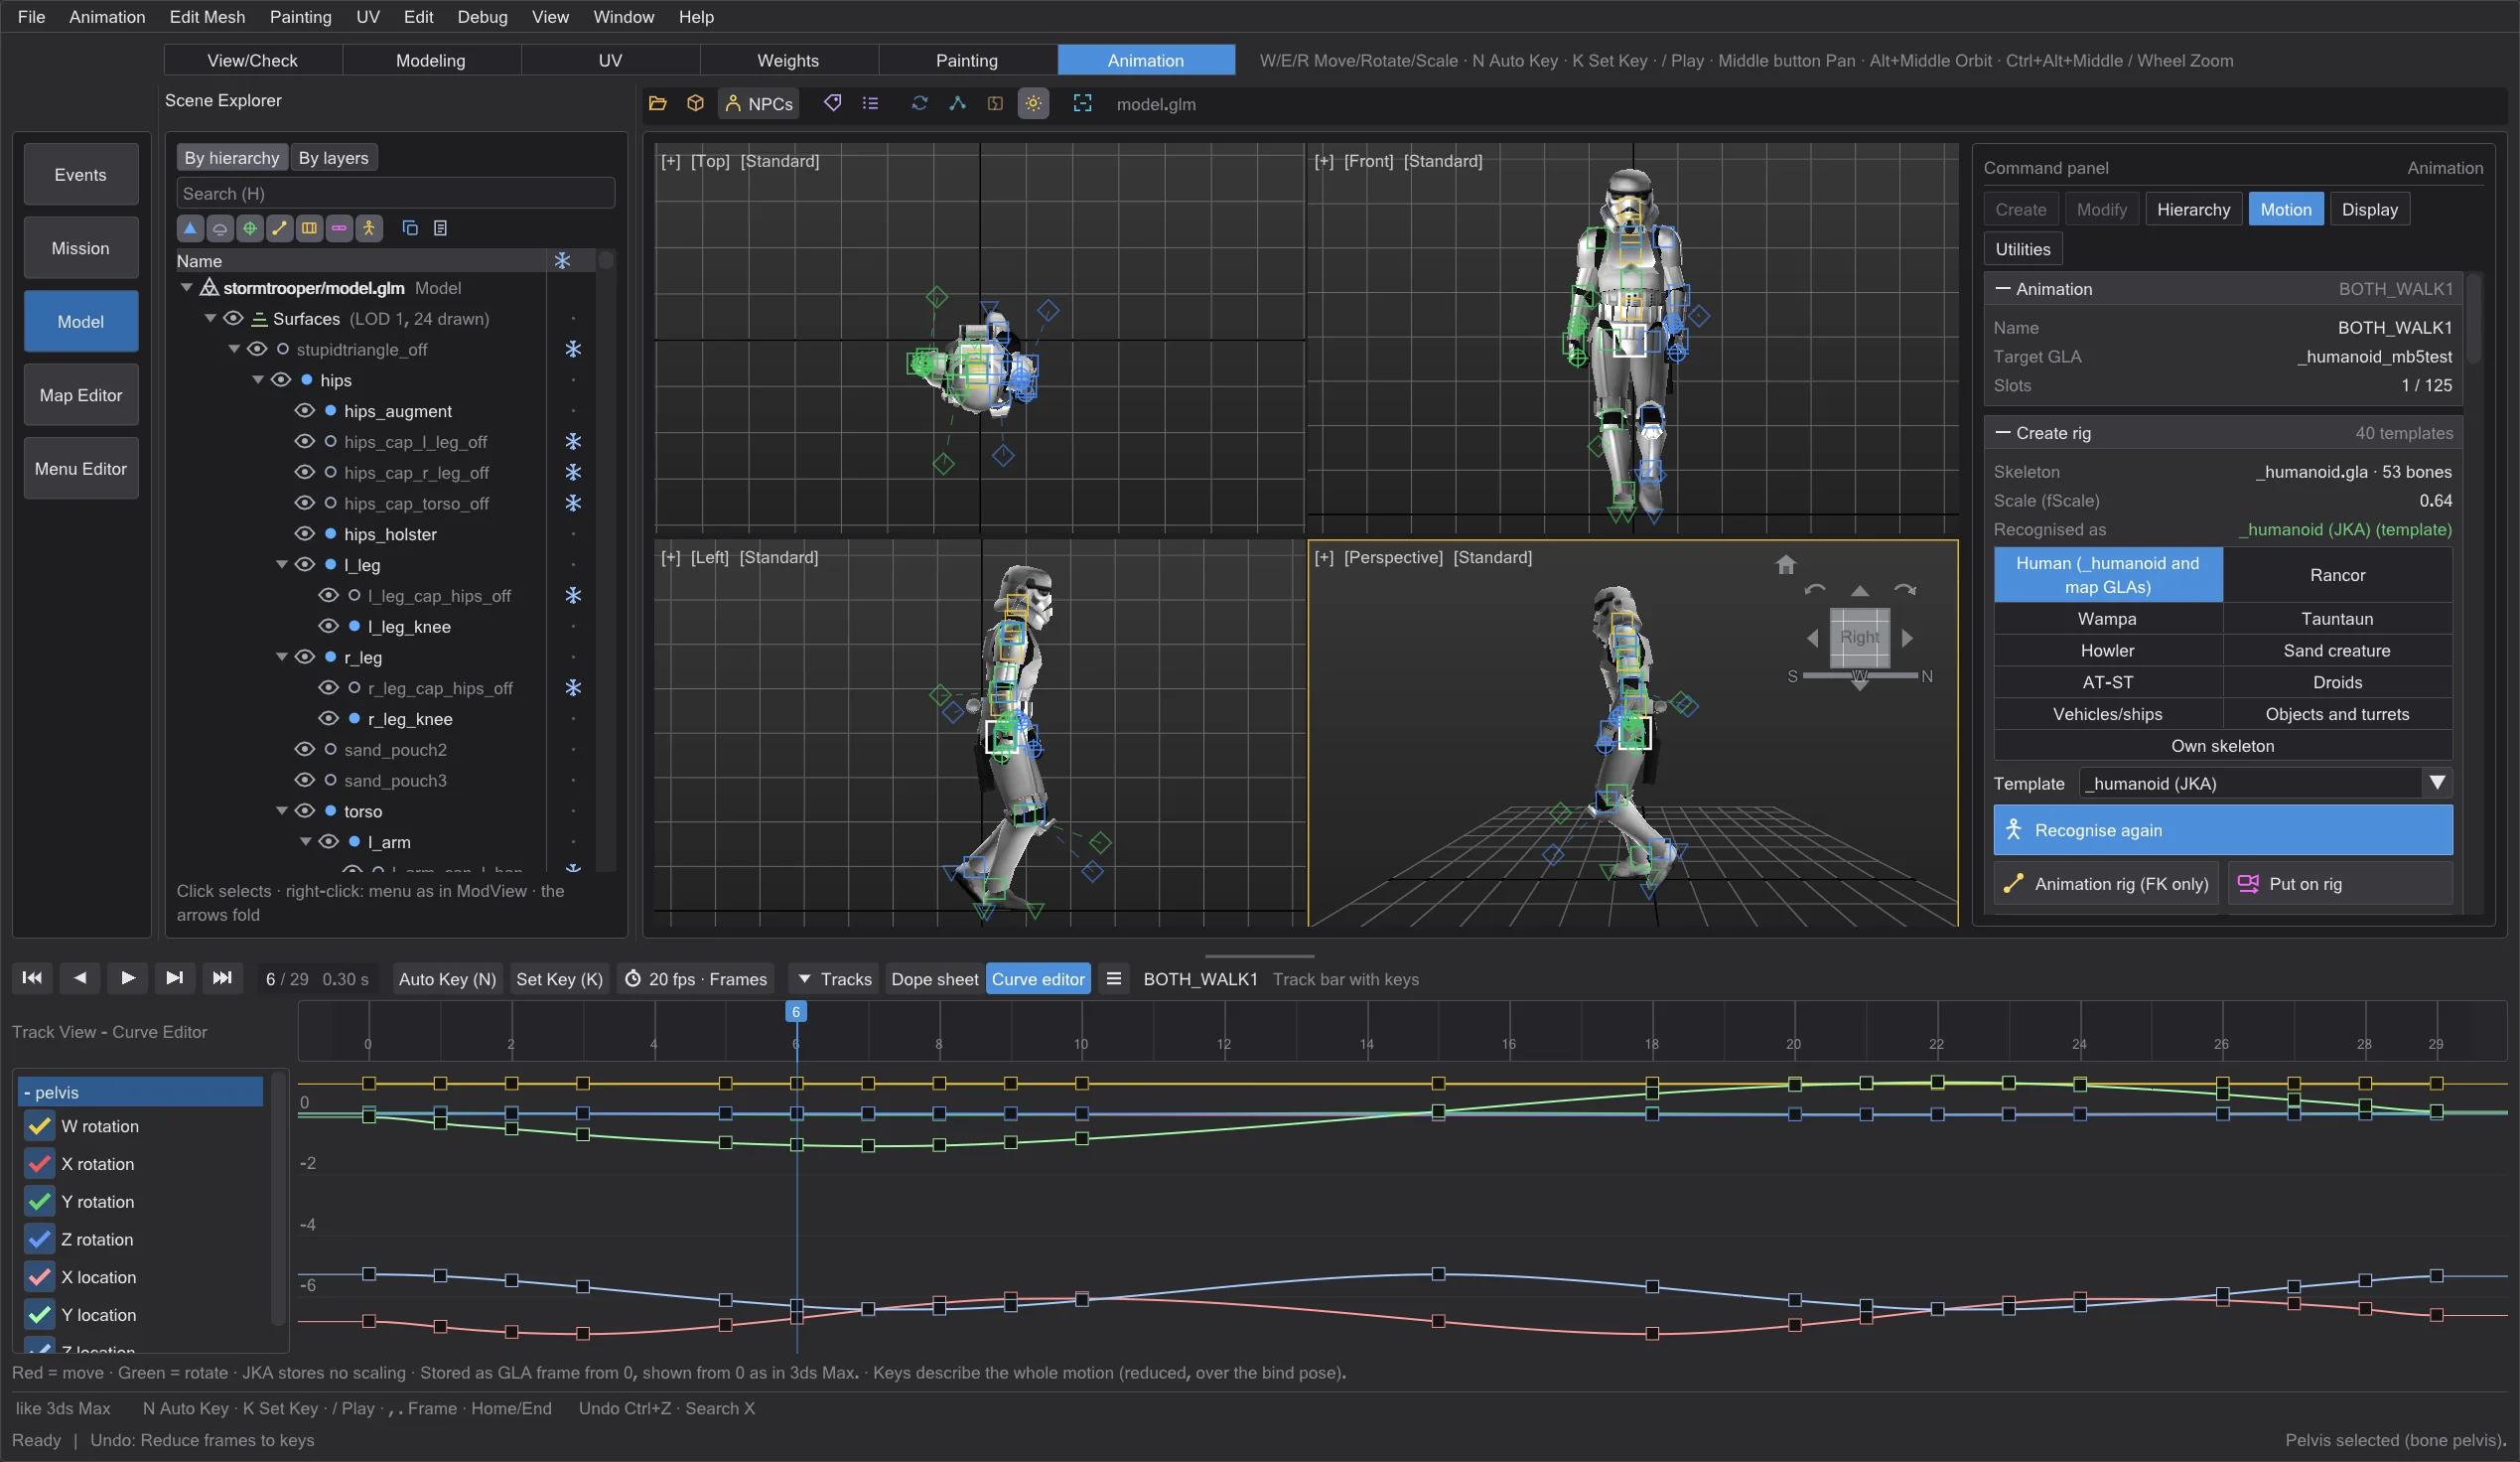 File Animation Edit Mesh Painting UV Edit Debug View Window Help
View/Check Modeling UV Weights Painting Animation W/E/R Move/Rotate/Scale · N Auto Key · K Set Key · / Play · Middle button Pan · Alt+Middle Orbit · Ctrl+Alt+Middle / Wheel Zoom
Scene Explorer
NPCs model.glm
Events
Mission
Model
Map Editor
Menu Editor
By hierarchy By layers
Search (H)
Name
stormtrooper/model.glm Model
Surfaces (LOD 1, 24 drawn)
stupidtriangle_off
hips
hips_augment
hips_cap_l_leg_off
hips_cap_r_leg_off
hips_cap_torso_off
hips_holster
l_leg
l_leg_cap_hips_off
l_leg_knee
r_leg
r_leg_cap_hips_off
r_leg_knee
sand_pouch2
sand_pouch3
torso
l_arm
Click selects · right-click: menu as in ModView · the
arrows fold
[+] [Top] [Standard]
[+] [Front] [Standard]
[+] [Left] [Standard]
[+] [Perspective] [Standard]
Right
S W N
Command panel Animation
Create Modify Hierarchy Motion Display
Utilities
Animation BOTH_WALK1
Name BOTH_WALK1
Target GLA _humanoid_mb5test
Slots 1 / 125
Create rig 40 templates
Skeleton _humanoid.gla · 53 bones
Scale (fScale) 0.64
Recognised as _humanoid (JKA) (template)
Human (_humanoid and
map GLAs)
Rancor
Wampa Tauntaun
Howler Sand creature
AT-ST Droids
Vehicles/ships Objects and turrets
Own skeleton
Template _humanoid (JKA)
Recognise again
Animation rig (FK only) Put on rig
6 / 29 0.30 s Auto Key (N) Set Key (K) 20 fps · Frames Tracks Dope sheet Curve editor BOTH_WALK1 Track bar with keys
Track View - Curve Editor
6
0 2 4 6 8 10 12 14 16 18 20 22 24 26 28 29
- pelvis
W rotation
X rotation
Y rotation
Z rotation
X location
Y location
Z location
0
-2
-4
-6
Red = move · Green = rotate · JKA stores no scaling · Stored as GLA frame from 0, shown from 0 as in 3ds Max. · Keys describe the whole motion (reduced, over the bind pose).
like 3ds Max N Auto Key · K Set Key · / Play · , . Frame · Home/End Undo Ctrl+Z · Search X
Ready | Undo: Reduce frames to keys
Pelvis selected (bone pelvis).